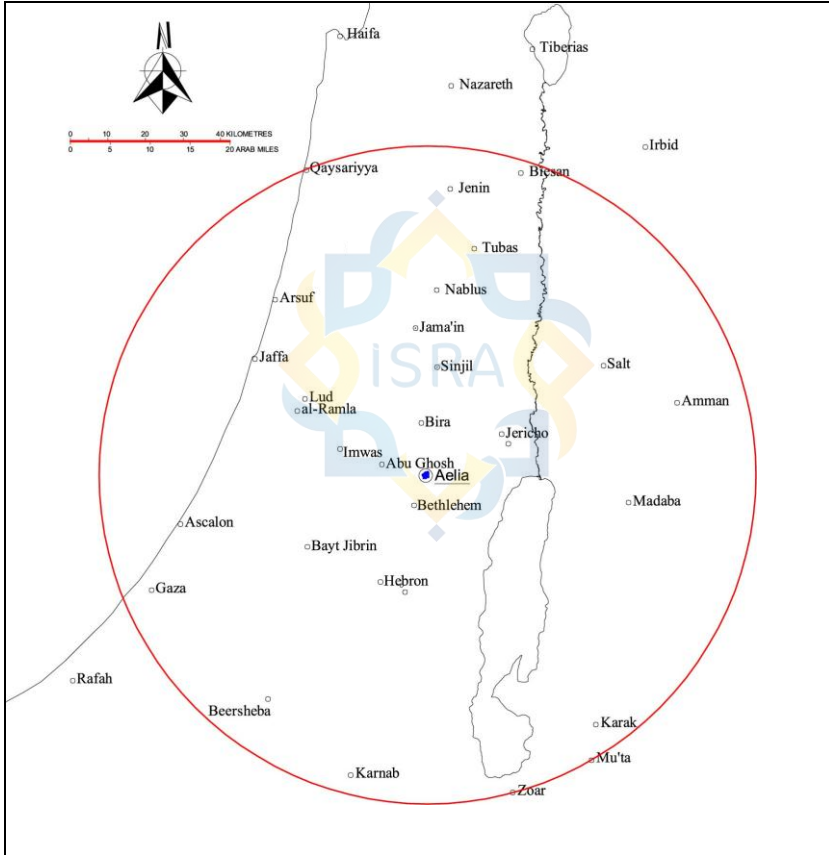 N
Haifa
Tiberias
Nazareth
0 10 20 30 40 KILOMETRES
0 5 10 15 20 ARAB MILES
Irbid
Qaysariyya
Biesan
Jenin
Tubas
Nablus
Arsuf
Jama'in
Jaffa
Sinjil
Salt
iSRA
Lud
al-Ramla
Amman
Bira
Jericho
Imwas
Abu Ghosh
Aelia
Madaba
Bethlehem
Ascalon
Bayt Jibrin
Hebron
Gaza
Rafah
Beersheba
Karak
Mu'ta
Karnab
Zoar